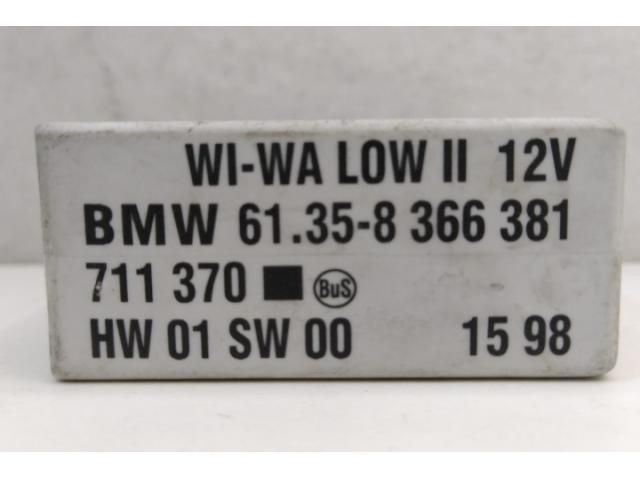 WI-WA LOW II 12V
BMW 61.35-8 366 381
711 370 BuS
HW 01 SW 00 15 98